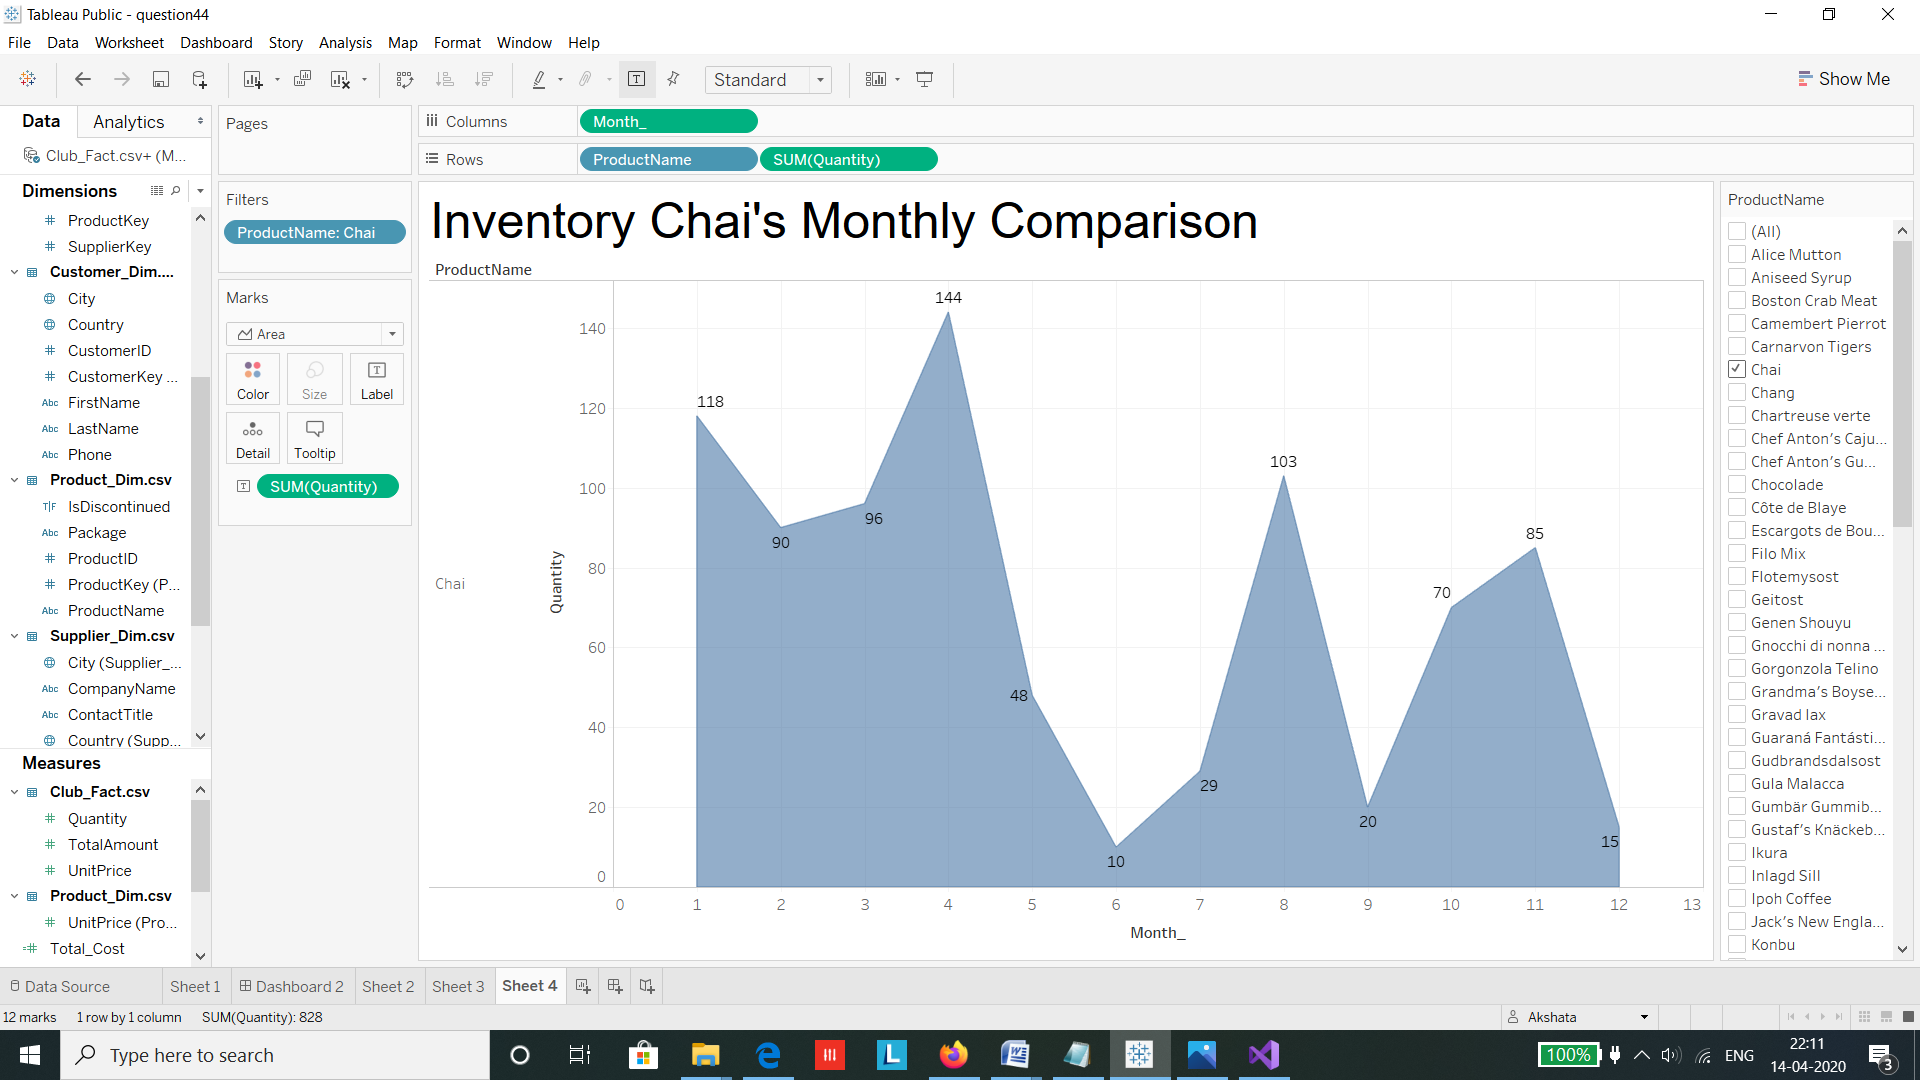 Tableau Public - question44
File Data Worksheet Dashboard Story Analysis Map Format Window Help
Standard
Show Me
Data Analytics
Club_Fact.csv+ (M...
Dimensions
ProductKey
SupplierKey
Customer_Dim....
City
Country
CustomerID
CustomerKey ...
Abc FirstName
Abc LastName
Abc Phone
Product_Dim.csv
T|F IsDiscontinued
Abc Package
ProductID
ProductKey (P...
Abc ProductName
Supplier_Dim.csv
City (Supplier_...
Abc CompanyName
Abc ContactTitle
Country (Supp...
Measures
Club_Fact.csv
Quantity
TotalAmount
UnitPrice
Product_Dim.csv
UnitPrice (Pro...
Total_Cost
Pages
Filters
ProductName: Chai
Marks
Area
Color Size Label
Detail Tooltip
SUM(Quantity)
Columns Month_
Rows ProductName SUM(Quantity)
Inventory Chai's Monthly Comparison
ProductName
Chai
Quantity
140
120
100
80
60
40
20
0
118
90
96
144
48
10
29
103
20
70
85
15
0 1 2 3 4 5 6 7 8 9 10 11 12 13
Month_
ProductName
(All)
Alice Mutton
Aniseed Syrup
Boston Crab Meat
Camembert Pierrot
Carnarvon Tigers
Chai
Chang
Chartreuse verte
Chef Anton's Caju...
Chef Anton's Gu...
Chocolade
Côte de Blaye
Escargots de Bou...
Filo Mix
Flotemysost
Geitost
Genen Shouyu
Gnocchi di nonna ...
Gorgonzola Telino
Grandma's Boyse...
Gravad lax
Guaraná Fantásti...
Gudbrandsdalsost
Gula Malacca
Gumbär Gummib...
Gustaf's Knäckeb...
Ikura
Inlagd Sill
Ipoh Coffee
Jack's New Engla...
Konbu
Data Source Sheet 1 Dashboard 2 Sheet 2 Sheet 3 Sheet 4
12 marks 1 row by 1 column SUM(Quantity): 828
Akshata
Type here to search
L
100%
ENG
22:11
14-04-2020
3